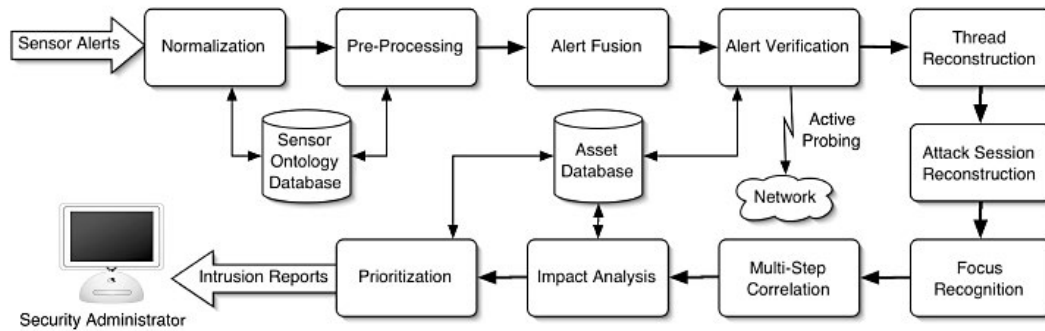 Sensor Alerts
Normalization
Pre-Processing
Alert Fusion
Alert Verification
Thread
Reconstruction
Sensor
Ontology
Database
Asset
Database
Active
Probing
Network
Attack Session
Reconstruction
Security Administrator
Intrusion Reports
Prioritization
Impact Analysis
Multi-Step
Correlation
Focus
Recognition